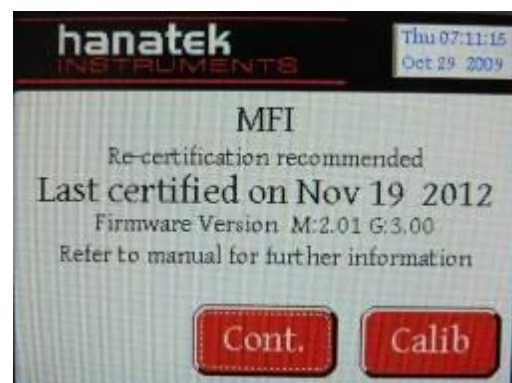 hanatek
INSTRUMENTS
Thu 07:11:15
Oct 29 2009
MFI
Re-certification recommended
Last certified on Nov 19 2012
Firmware Version M:2.01 G:3.00
Refer to manual for further information
Cont.
Calib